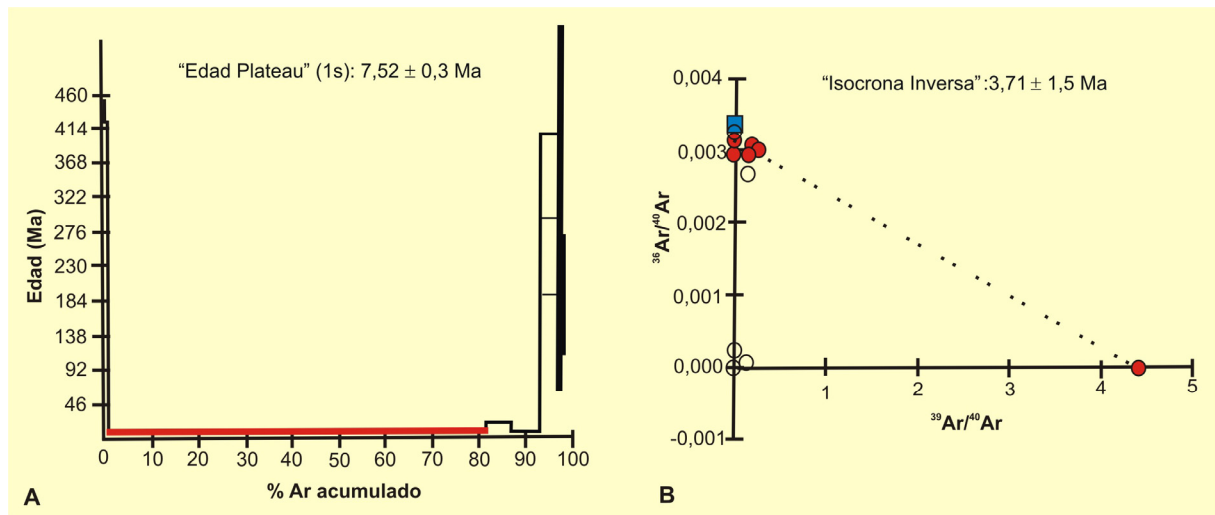 “Edad Plateau” (1s): 7,52 ± 0,3 Ma
Edad (Ma)
460
414
368
322
276
230
184
138
92
46
0 10 20 30 40 50 60 70 80 90 100
% Ar acumulado
A
“Isocrona Inversa”:3,71 ± 1,5 Ma
³⁶Ar/⁴⁰Ar
0,004
0,003
0,002
0,001
0,000
-0,001
1 2 3 4 5
³⁹Ar/⁴⁰Ar
B